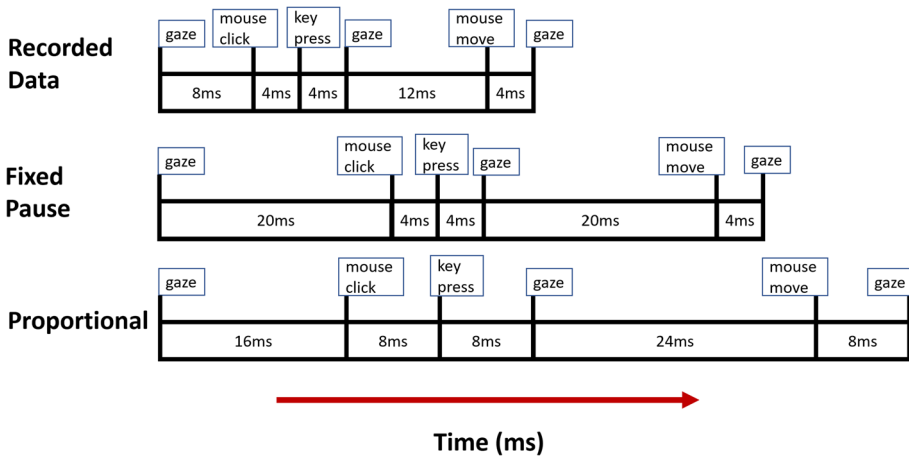 Recorded
Data
gaze
mouse
click
key
press
gaze
mouse
move
gaze
8ms
4ms
4ms
12ms
4ms
Fixed
Pause
gaze
mouse
click
key
press
gaze
mouse
move
gaze
20ms
4ms
4ms
20ms
4ms
Proportional
gaze
mouse
click
key
press
gaze
mouse
move
gaze
16ms
8ms
8ms
24ms
8ms
Time (ms)